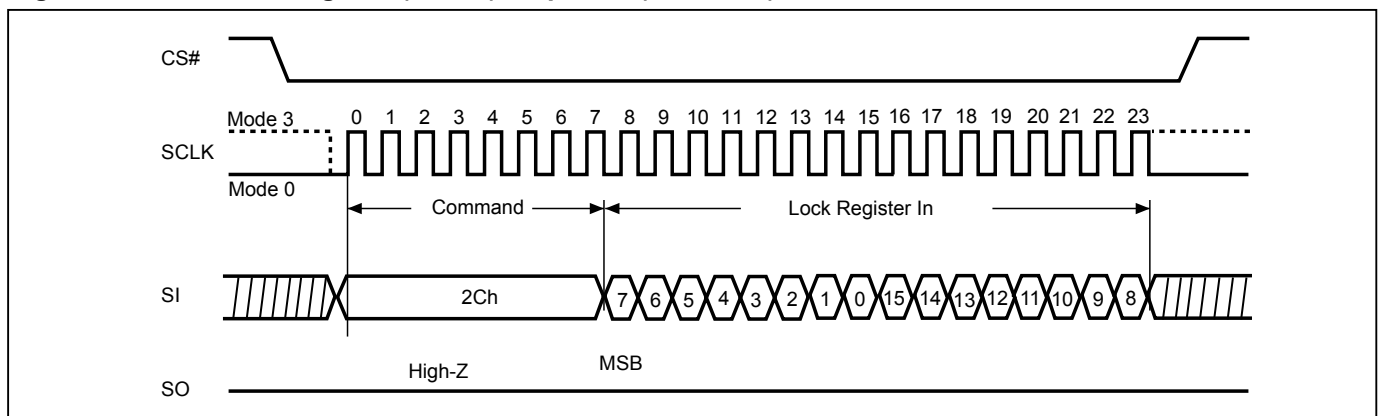 CS#
Mode 3
0 1 2 3 4 5 6 7 8 9 10 11 12 13 14 15 16 17 18 19 20 21 22 23
SCLK
Mode 0
Command
Lock Register In
SI
2Ch
7 6 5 4 3 2 1 0 15 14 13 12 11 10 9 8
High-Z
MSB
SO